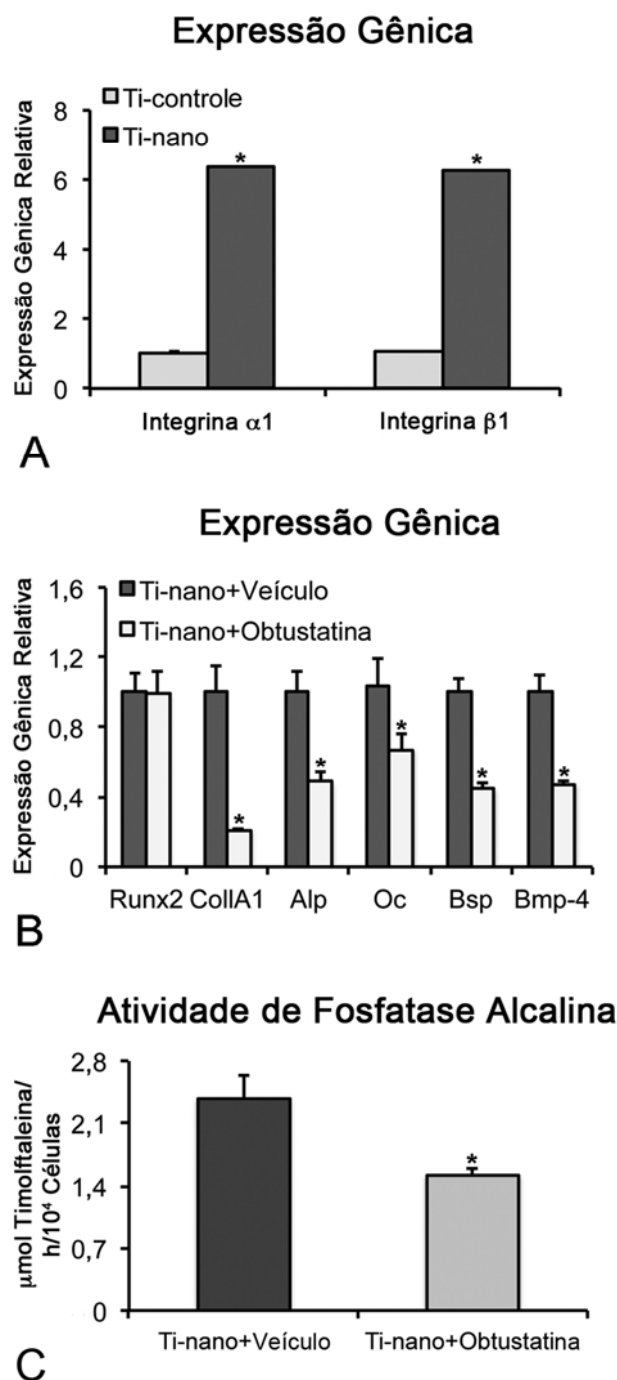 Expressão Gênica
Expressão Gênica Relativa
8
6
4
2
0
Ti-controle
Ti-nano
*
*
Integrina α1 Integrina β1
A
Expressão Gênica
Expressão Gênica Relativa
1,6
1,2
0,8
0,4
0
Ti-nano+Veículo
Ti-nano+Obtustatina
*
*
*
*
*
Runx2 CollA1 Alp Oc Bsp Bmp-4
B
Atividade de Fosfatase Alcalina
µmol Timolftaleina/
h/10⁴ Células
2,8
2,1
1,4
0,7
0
*
Ti-nano+Veículo Ti-nano+Obtustatina
C